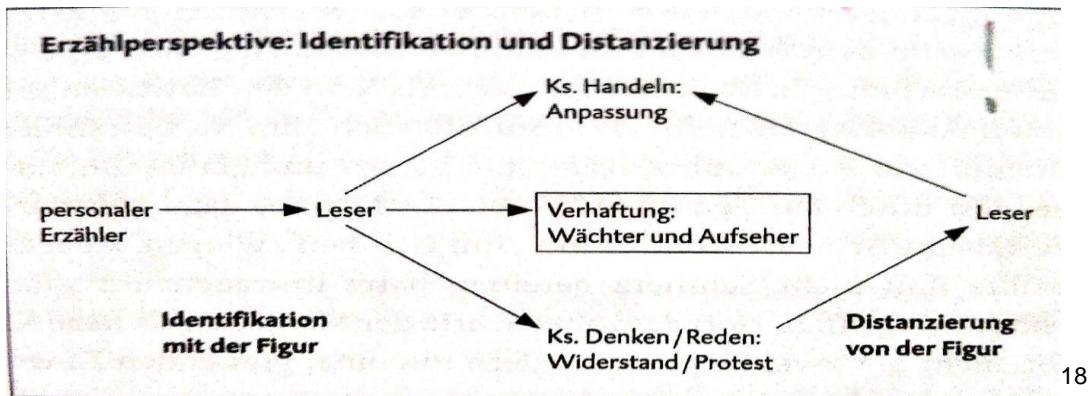 Erzählperspektive: Identifikation und Distanzierung
Ks. Handeln:
Anpassung
personaler
Erzähler
Leser
Verhaftung:
Wächter und Aufseher
Leser
Identifikation
mit der Figur
Ks. Denken/Reden:
Widerstand/Protest
Distanzierung
von der Figur
18